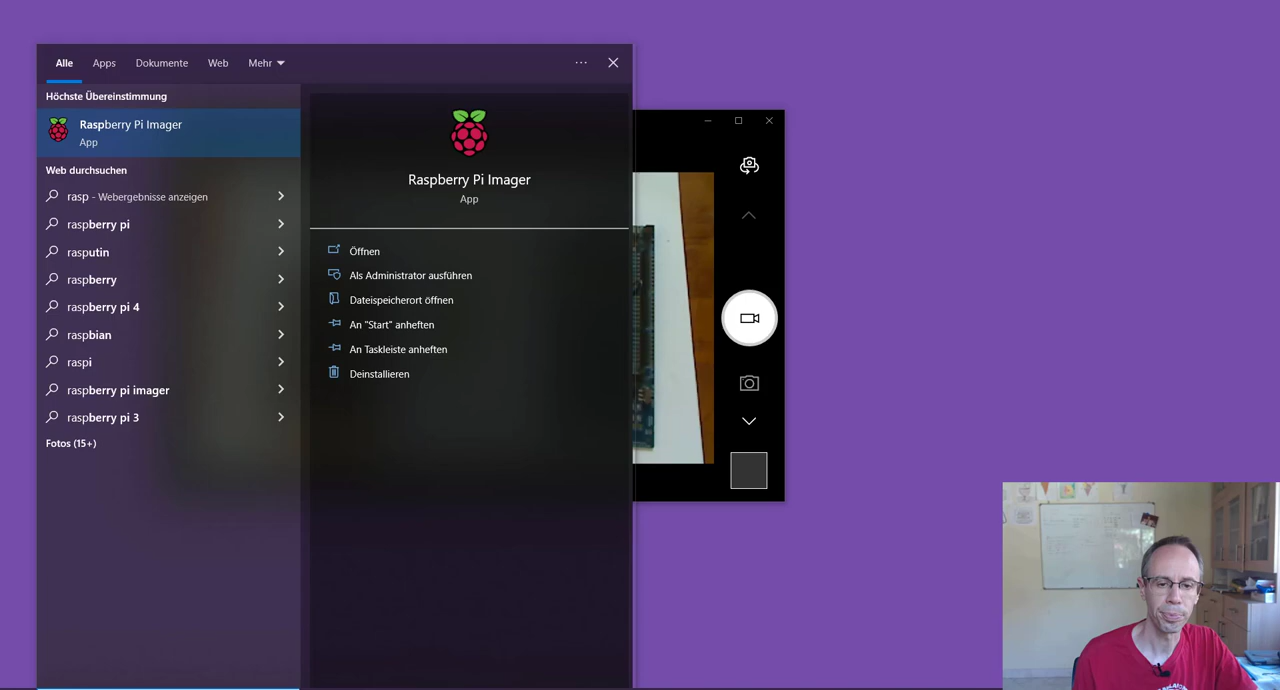 Alle Apps Dokumente Web Mehr
Höchste Übereinstimmung
Raspberry Pi Imager
App
Web durchsuchen
rasp - Webergebnisse anzeigen
raspberry pi
rasputin
raspberry
raspberry pi 4
raspbian
raspi
raspberry pi imager
raspberry pi 3
Fotos (15+)
Raspberry Pi Imager
App
Öffnen
Als Administrator ausführen
Dateispeicherort öffnen
An "Start" anheften
An Taskleiste anheften
Deinstallieren